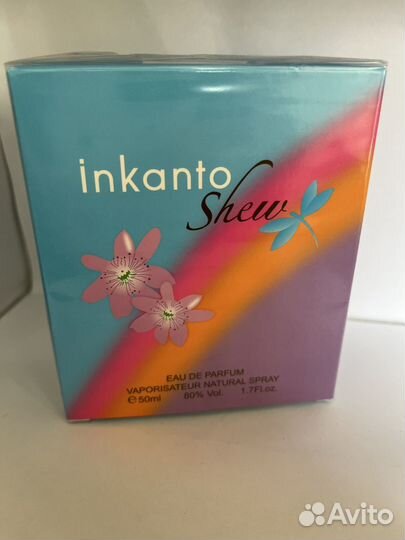 inkanto
Shew
EAU DE PARFUM
VAPORISATEUR NATURAL SPRAY
℮50ml 80% Vol. 1.7Fl.oz.
Avito